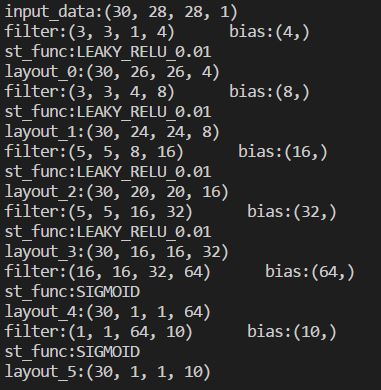 input_data:(30, 28, 28, 1)
filter:(3, 3, 1, 4)      bias:(4,)
st_func:LEAKY_RELU_0.01
layout_0:(30, 26, 26, 4)
filter:(3, 3, 4, 8)      bias:(8,)
st_func:LEAKY_RELU_0.01
layout_1:(30, 24, 24, 8)
filter:(5, 5, 8, 16)      bias:(16,)
st_func:LEAKY_RELU_0.01
layout_2:(30, 20, 20, 16)
filter:(5, 5, 16, 32)      bias:(32,)
st_func:LEAKY_RELU_0.01
layout_3:(30, 16, 16, 32)
filter:(16, 16, 32, 64)      bias:(64,)
st_func:SIGMOID
layout_4:(30, 1, 1, 64)
filter:(1, 1, 64, 10)      bias:(10,)
st_func:SIGMOID
layout_5:(30, 1, 1, 10)